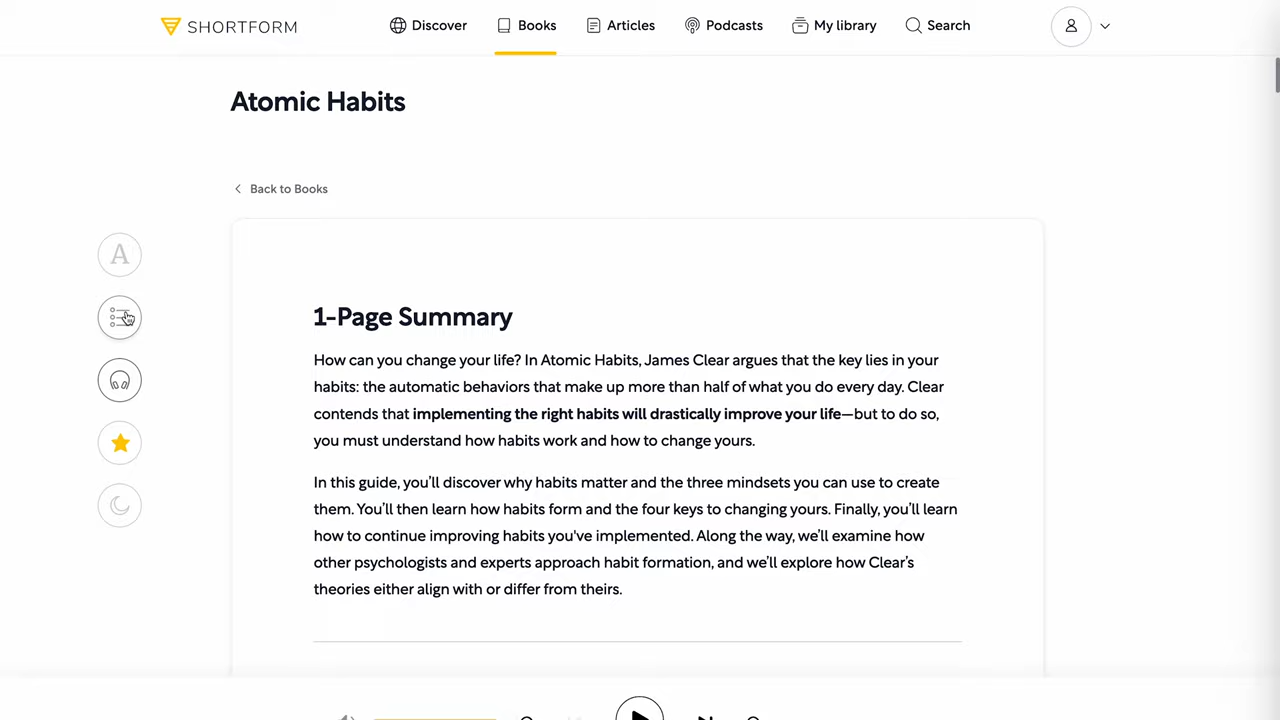 SHORTFORM
Discover
Books
Articles
Podcasts
My library
Search
Atomic Habits
Back to Books
A
1-Page Summary
How can you change your life? In Atomic Habits, James Clear argues that the key lies in your
habits: the automatic behaviors that make up more than half of what you do every day. Clear
contends that implementing the right habits will drastically improve your life—but to do so,
you must understand how habits work and how to change yours.
In this guide, you’ll discover why habits matter and the three mindsets you can use to create
them. You’ll then learn how habits form and the four keys to changing yours. Finally, you’ll learn
how to continue improving habits you've implemented. Along the way, we’ll examine how
other psychologists and experts approach habit formation, and we’ll explore how Clear’s
theories either align with or differ from theirs.